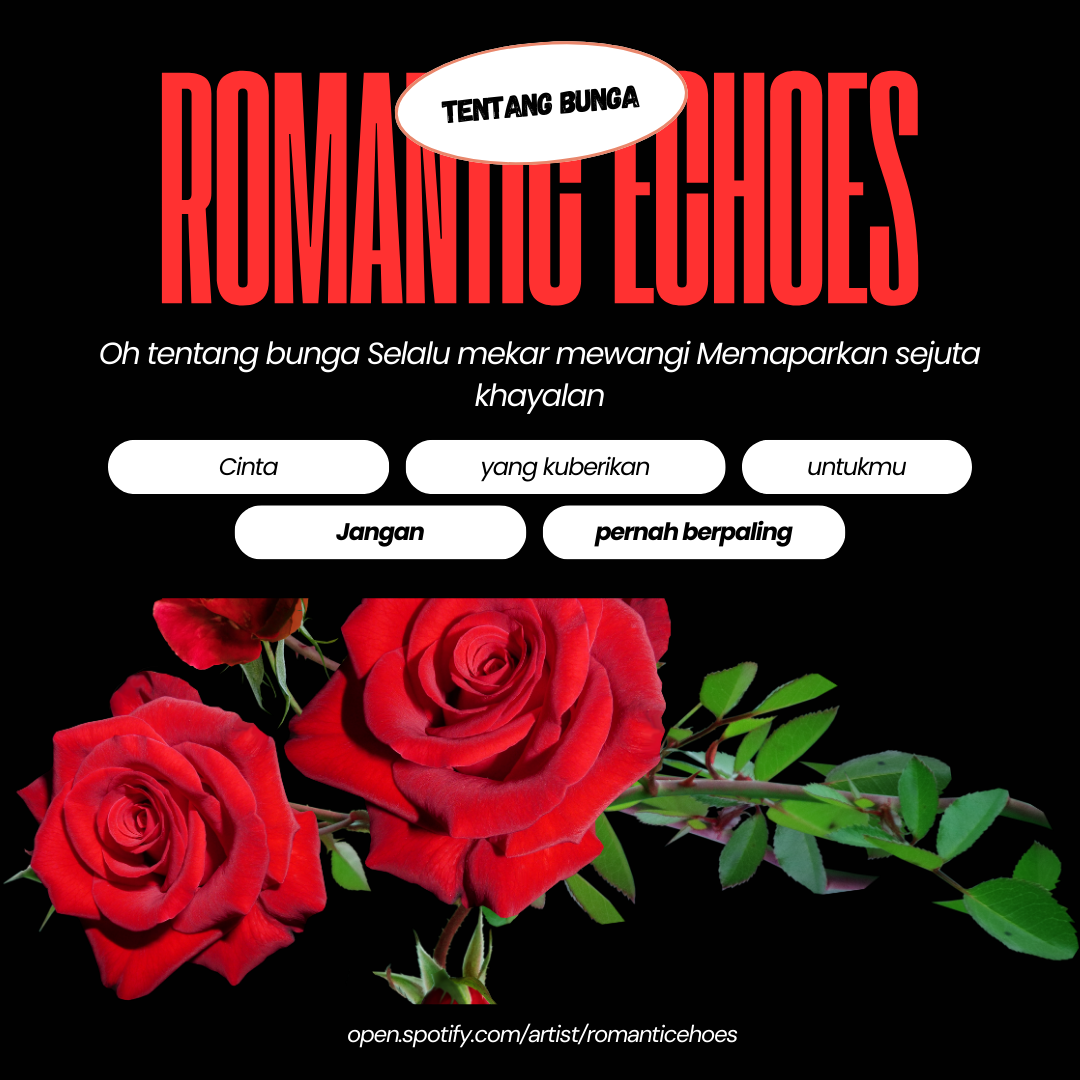 TENTANG BUNGA
ROMANTIC ECHOES
Oh tentang bunga Selalu mekar mewangi Memaparkan sejuta
khayalan
Cinta
yang kuberikan
untukmu
Jangan
pernah berpaling
open.spotify.com/artist/romanticehoes